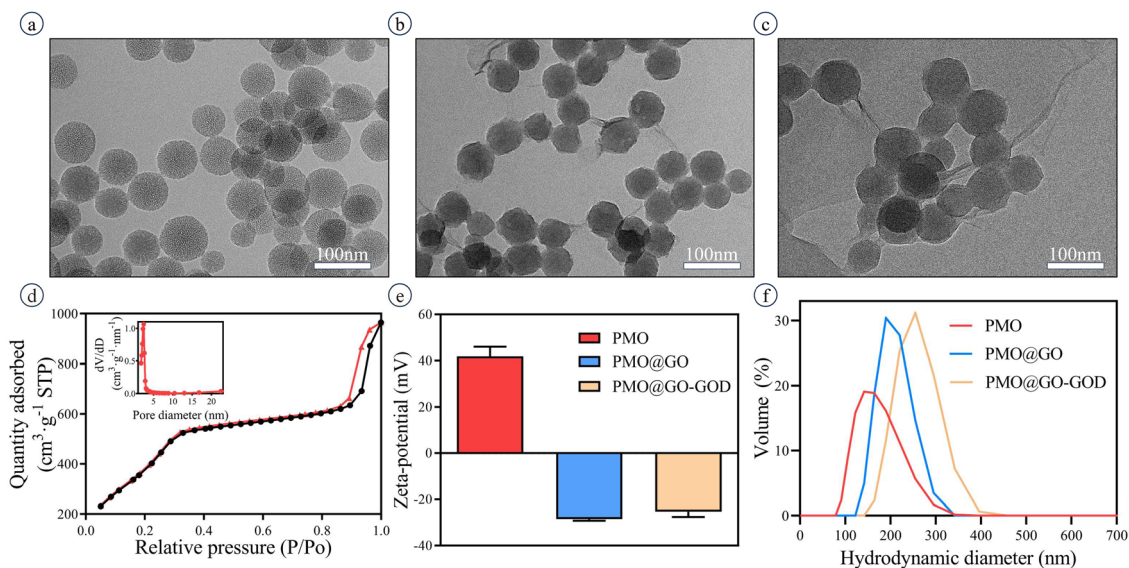 a
b
c
100nm
100nm
100nm
d
e
f
1000
800
600
400
200
Quantity adsorbed
(cm³·g⁻¹ STP)
0.0
0.2
0.4
0.6
0.8
1.0
Relative pressure (P/Po)
dV/dD
(cm³·g⁻¹·nm⁻¹)
1.0
0.5
0.0
5
10
15
20
Pore diameter (nm)
Zeta-potential (mV)
60
40
20
0
-20
-40
PMO
PMO@GO
PMO@GO-GOD
Volume (%)
30
20
10
0
PMO
PMO@GO
PMO@GO-GOD
0
100
200
300
400
500
600
700
Hydrodynamic diameter (nm)